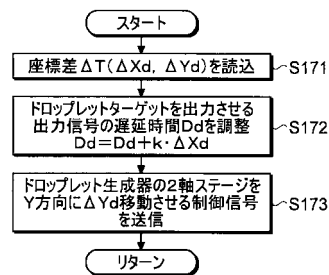 スタート
座標差ΔT(ΔXd, ΔYd)を読込
S171
ドロップレットターゲットを出力させる
出力信号の遅延時間Ddを調整
Dd=Dd+k·ΔXd
S172
ドロップレット生成器の2軸ステージを
Y方向にΔYd移動させる制御信号
を送信
S173
リターン